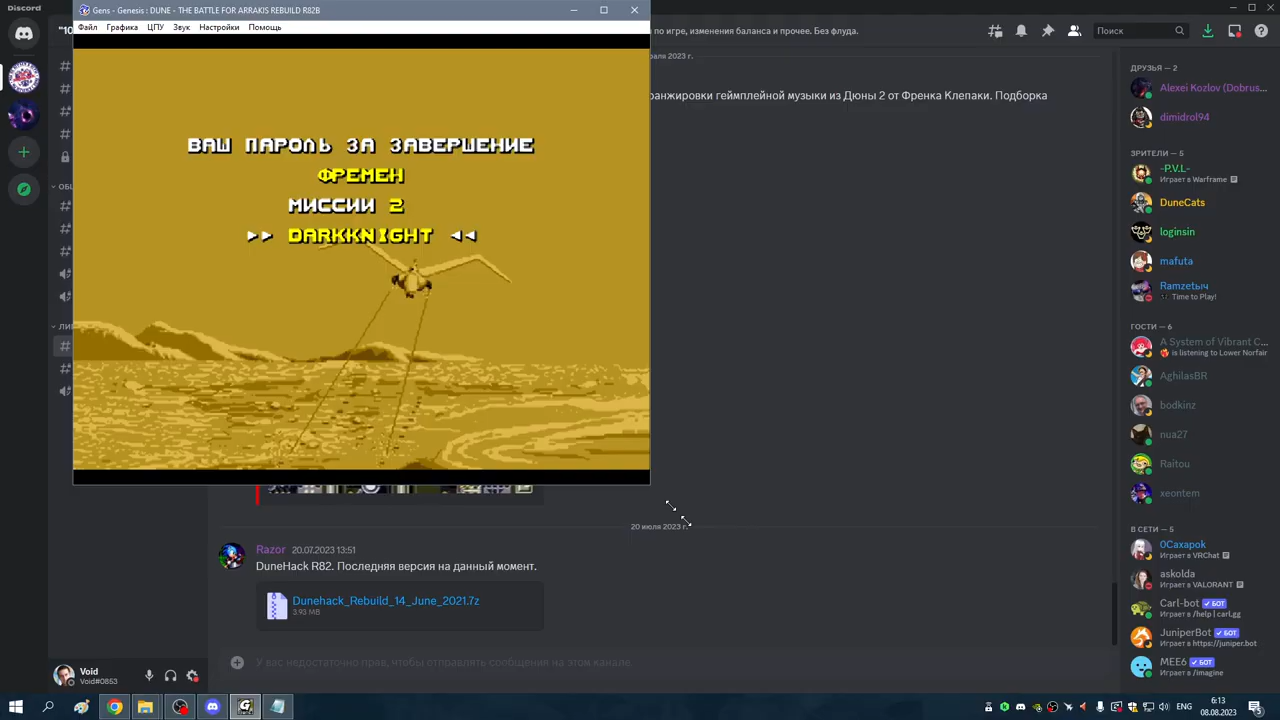 Discord
Gens - Genesis : DUNE - THE BATTLE FOR ARRAKIS REBUILD R82B
Файл Графика ЦПУ Звук Настройки Помощь
по игре, изменения баланса и прочее. Без флуда.
Поиск
ВАШ ПАРОЛЬ ЗА ЗАВЕРШЕНИЕ
ФРЕМЕН
МИССИИ 2
►► DARKKNIGHT ◄◄
ранжировки геймплейной музыки из Дюны 2 от Френка Клепаки. Подборка
20 июля 2023 г.
Razor 20.07.2023 13:51
DuneHack R82. Последняя версия на данный момент.
Dunehack_Rebuild_14_June_2021.7z
3.93 MB
У вас недостаточно прав, чтобы отправлять сообщения на этом канале.
Void
Void#0853
ДРУЗЬЯ — 2
Alexei Kozlov (Dobrus...
dimidrol94
ЗРИТЕЛИ — 5
-P.V.L-
Играет в Warframe
DuneCats
loginsin
mafuta
Ramzетыч
Time to Play!
ГОСТИ — 6
A System of Vibrant C...
is listening to Lower Norfair
AghilasBR
bodkinz
nua27
Raitou
xeontem
В СЕТИ — 5
0Сахарок
Играет в VRChat
askolda
Играет в VALORANT
Carl-bot ✓ БОТ
Играет в /help | carl.gg
JuniperBot ✓ БОТ
Играет в https://juniper.bot
MEE6 ✓ БОТ
Играет в /imagine
ENG
6:13
08.08.2023